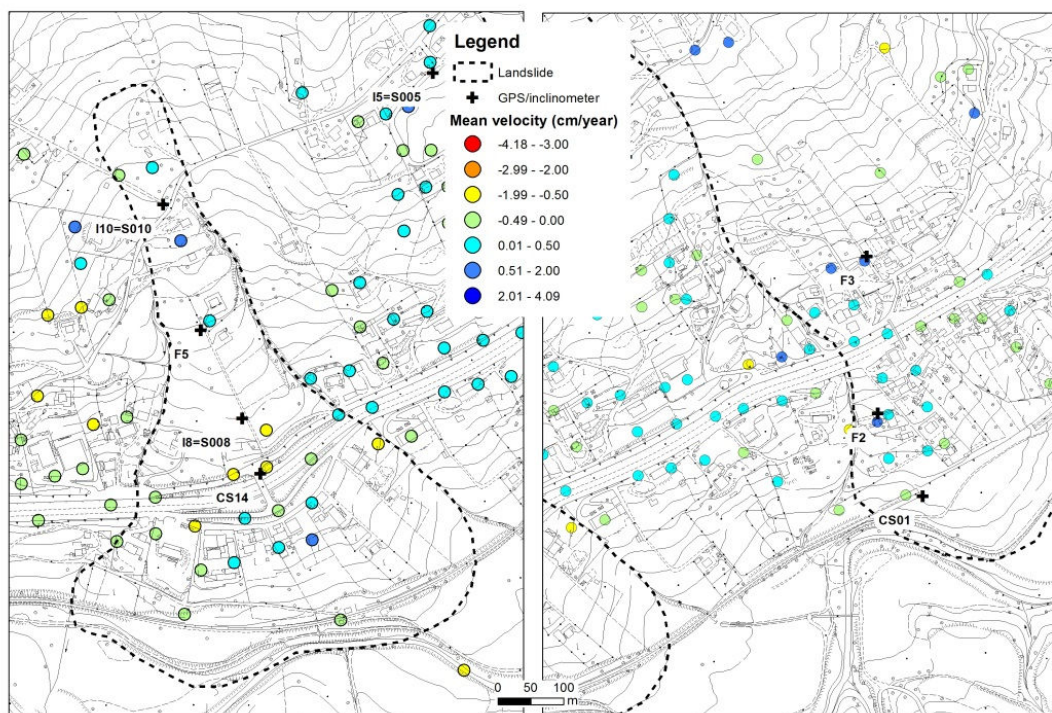 Legend
Landslide
GPS/inclinometer
Mean velocity (cm/year)
-4.18 - -3.00
-2.99 - -2.00
-1.99 - -0.50
-0.49 - 0.00
0.01 - 0.50
0.51 - 2.00
2.01 - 4.09
I5=S005
I10=S010
F3
F5
F2
I8=S008
CS14
CS01
0 50 100
m